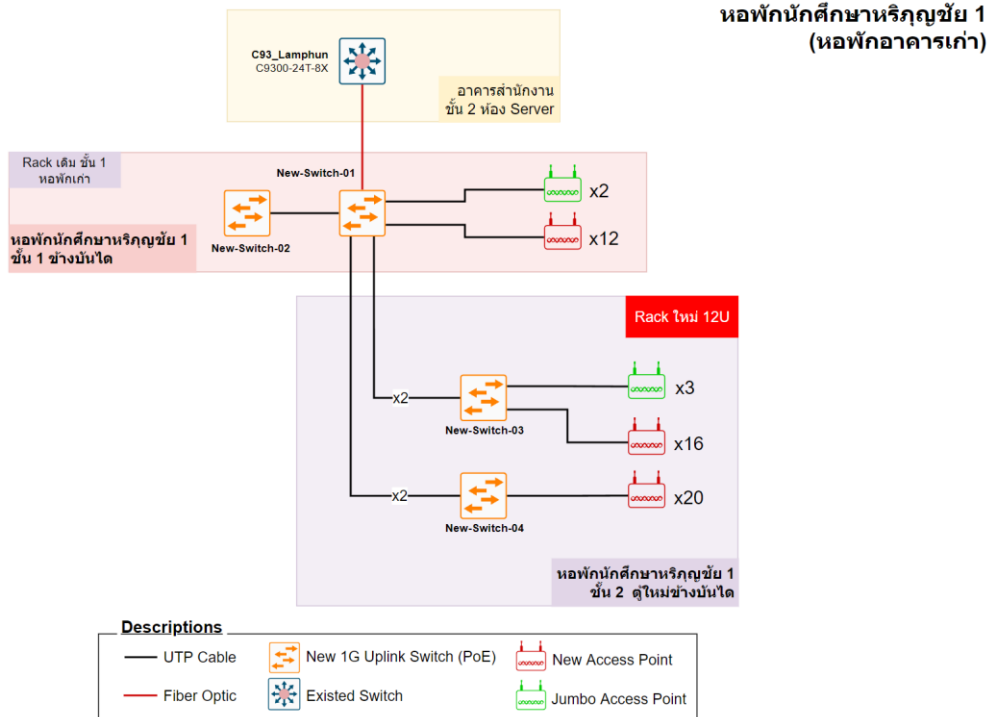 หอพักนักศึกษาหริภุญชัย 1
(หอพักอาคารเก่า)
C93_Lamphun
C9300-24T-8X
อาคารสำนักงาน
ชั้น 2 ห้อง Server
Rack เดิม ชั้น 1
หอพักเก่า
New-Switch-01
x2
New-Switch-02
x12
หอพักนักศึกษาหริภุญชัย 1
ชั้น 1 ข้างบันได
Rack ใหม่ 12U
x2
New-Switch-03
x3
x16
x2
New-Switch-04
x20
หอพักนักศึกษาหริภุญชัย 1
ชั้น 2 ตู้ใหม่ข้างบันได
Descriptions
UTP Cable
New 1G Uplink Switch (PoE)
New Access Point
Fiber Optic
Existed Switch
Jumbo Access Point